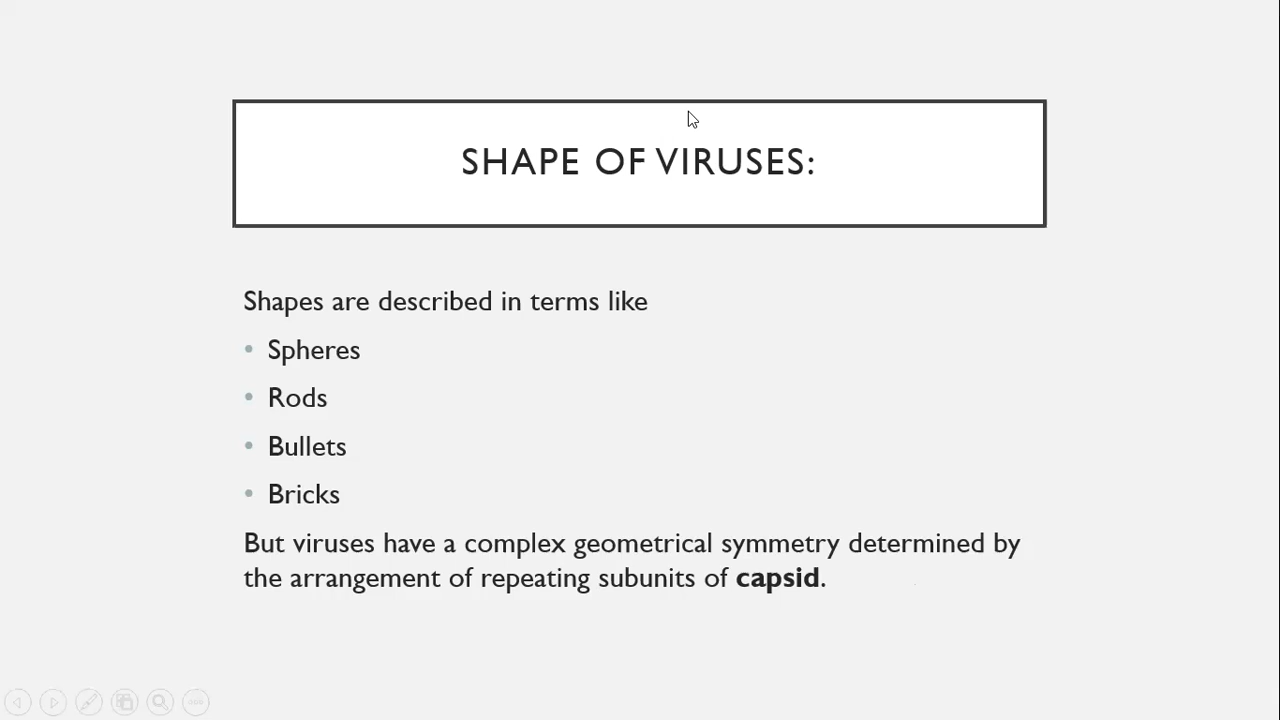 SHAPE OF VIRUSES:
Shapes are described in terms like
• Spheres
• Rods
• Bullets
• Bricks
But viruses have a complex geometrical symmetry determined by
the arrangement of repeating subunits of capsid.